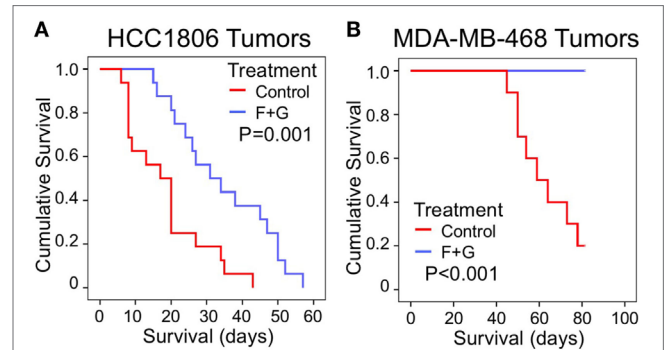 A
HCC1806 Tumors
Cumulative Survival
1.0
0.8
0.6
0.4
0.2
0
Treatment
Control
F+G
P=0.001
0 10 20 30 40 50 60
Survival (days)
B
MDA-MB-468 Tumors
Cumulative Survival
1.0
0.8
0.6
0.4
0.2
0
Treatment
Control
F+G
P<0.001
0 20 40 60 80 100
Survival (days)